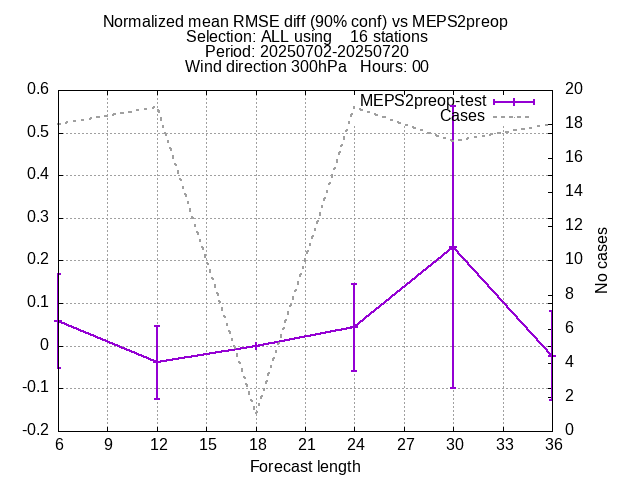 Normalized mean RMSE diff (90% conf) vs MEPS2preop
Selection: ALL using 16 stations
Period: 20250702-20250720
Wind direction 300hPa Hours: 00
MEPS2preop-test
Cases
0.6
0.5
0.4
0.3
0.2
0.1
0
-0.1
-0.2
20
18
16
14
12
10
8
6
4
2
0
No cases
6 9 12 15 18 21 24 27 30 33 36
Forecast length